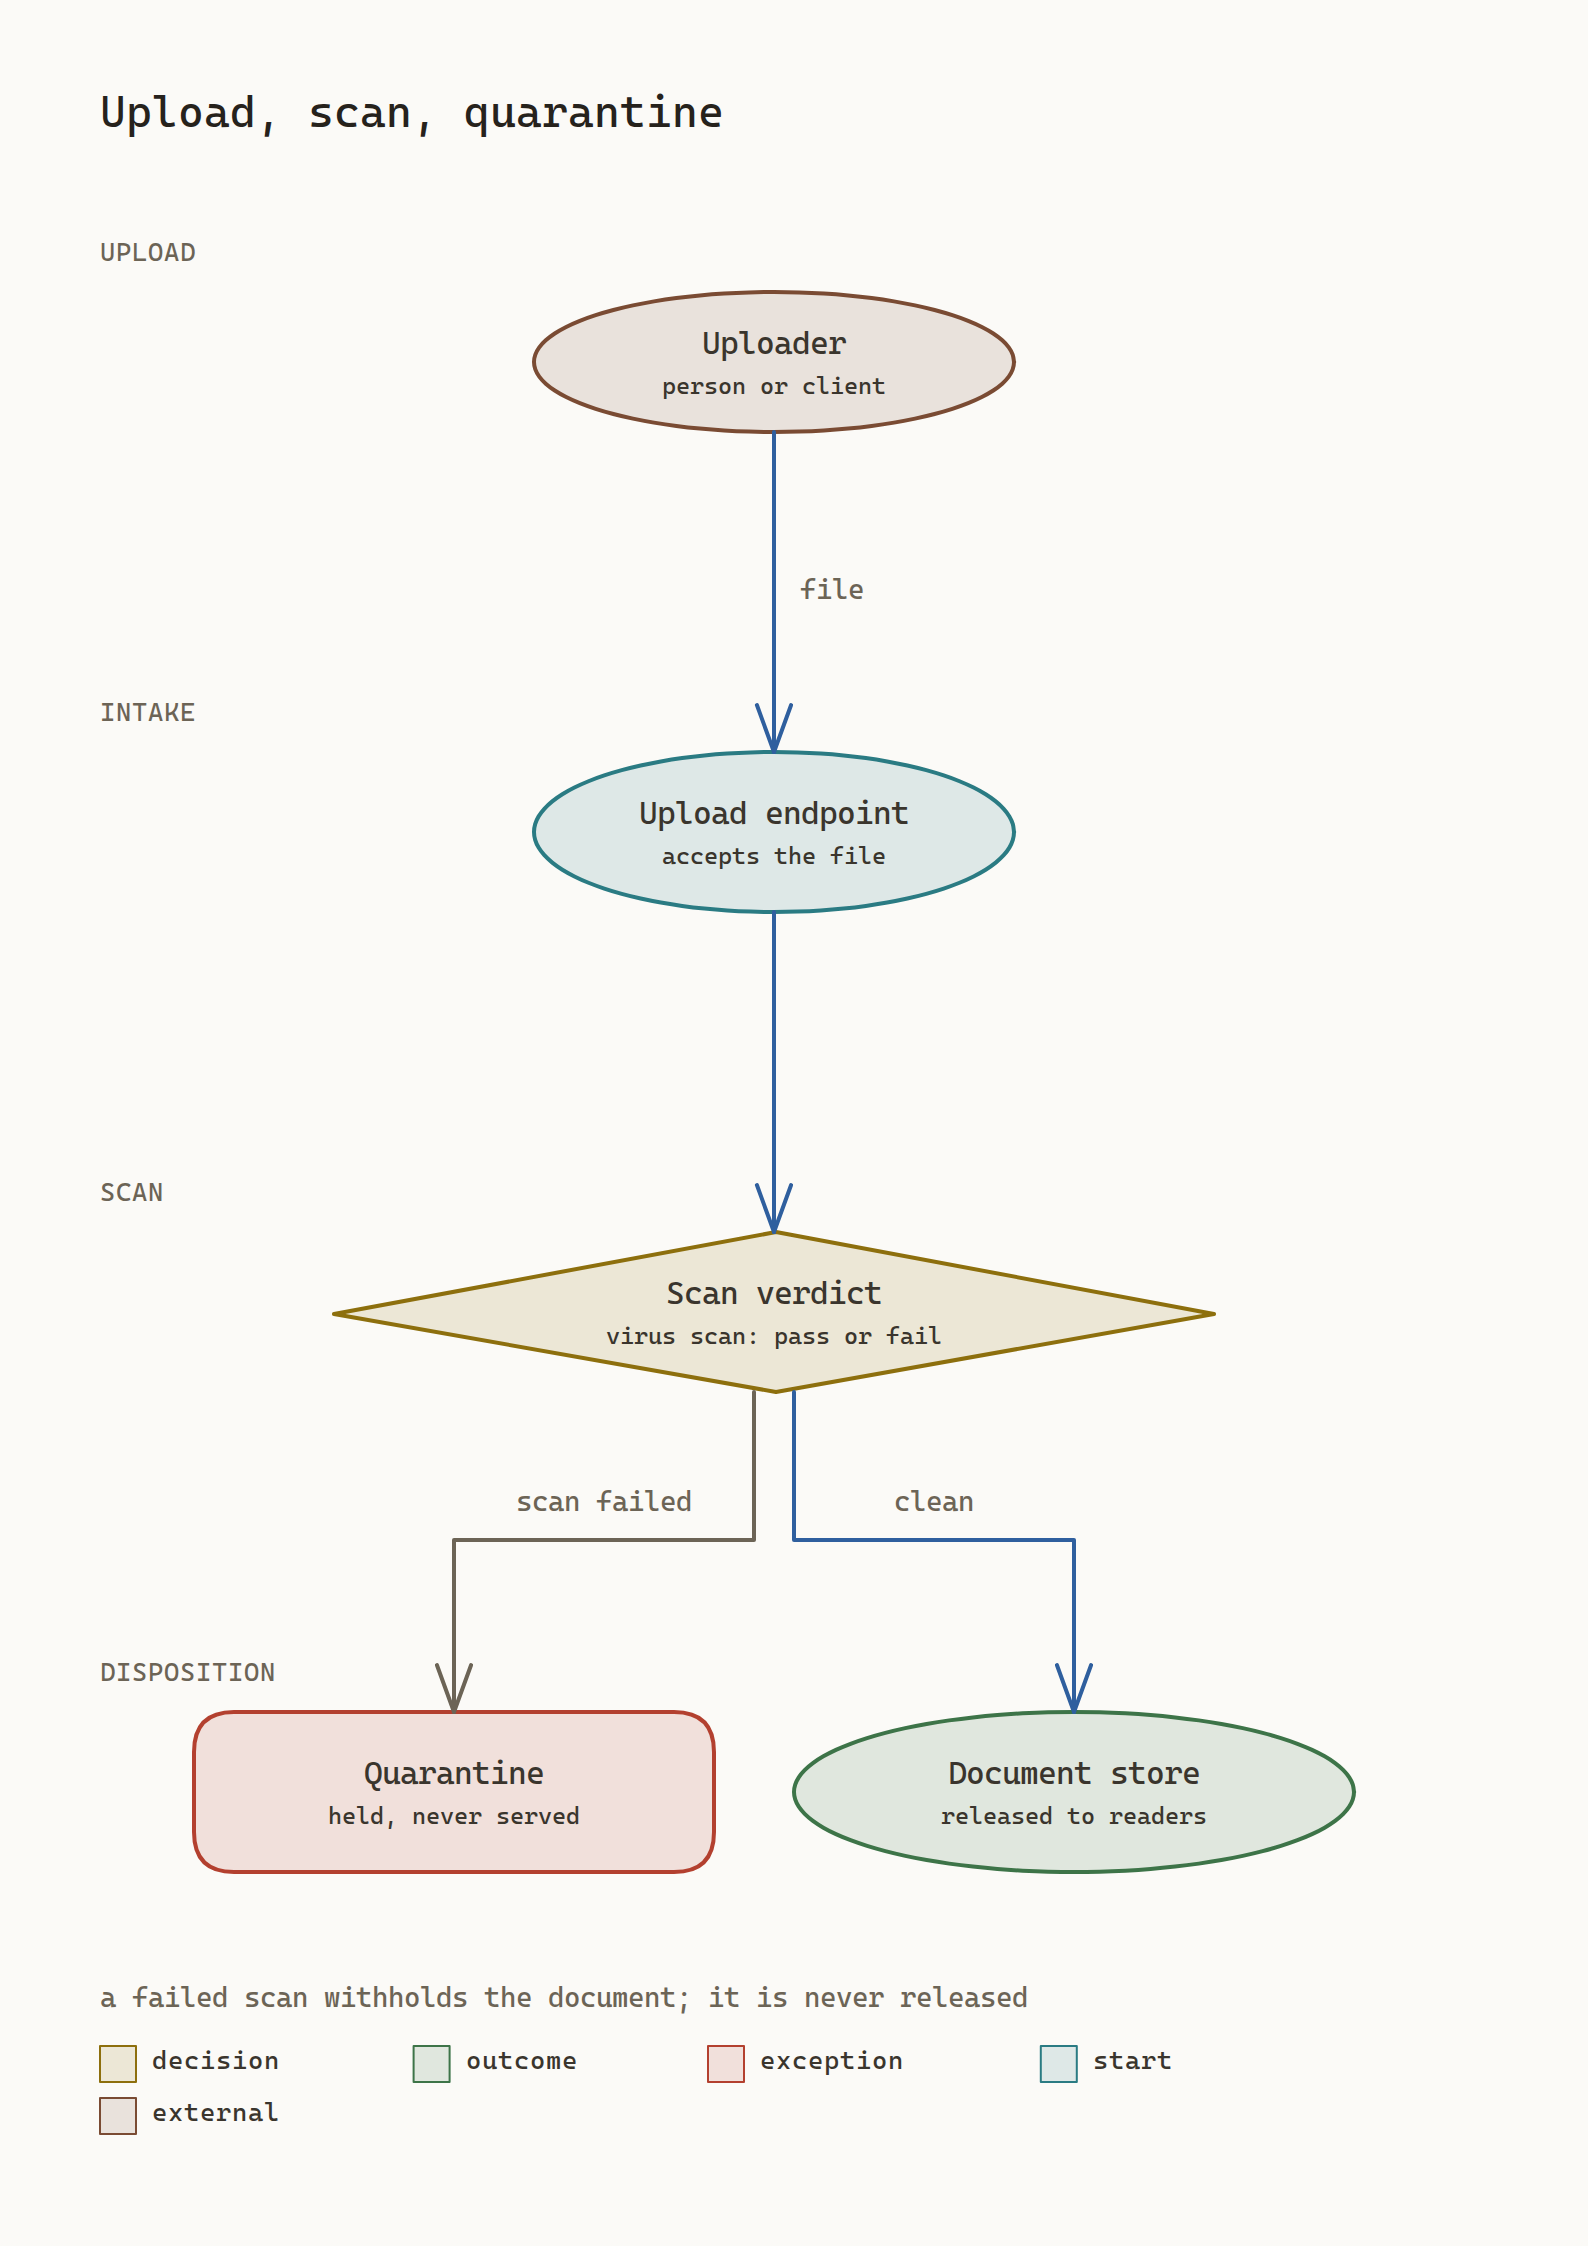 Upload, scan, quarantine
UPLOAD
Uploader
person or client
file
INTAKE
Upload endpoint
accepts the file
SCAN
Scan verdict
virus scan: pass or fail
scan failed
clean
DISPOSITION
Quarantine
held, never served
Document store
released to readers
a failed scan withholds the document; it is never released
decision
outcome
exception
start
external